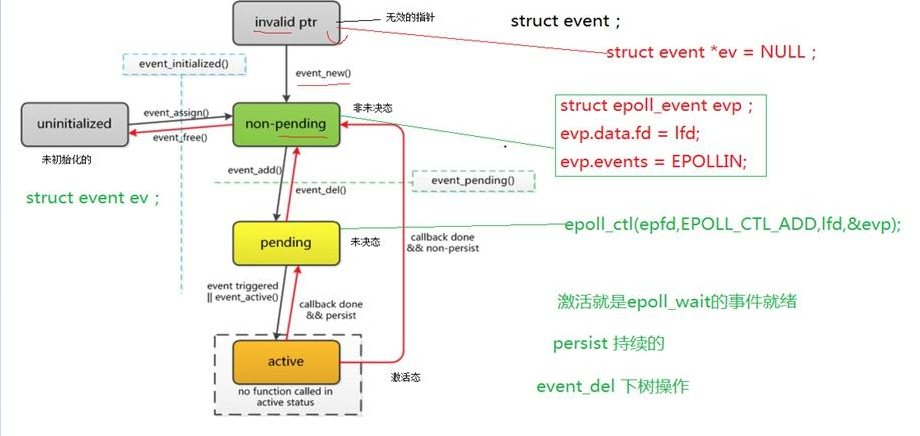 invalid ptr
无效的指针
struct event ;
struct event *ev = NULL ;
event_initialized()
event_new()
uninitialized
event_assign()
event_free()
non-pending
非未决态
未初始化的
struct epoll_event evp ;
evp.data.fd = lfd;
evp.events = EPOLLIN;
event_add()
event_del()
event_pending()
struct event ev ;
pending
未决态
callback done
&& non-persist
epoll_ctl(epfd,EPOLL_CTL_ADD,lfd,&evp);
event triggered
|| event_active()
callback done
&& persist
激活就是epoll_wait的事件就绪
persist 持续的
active
激活态
event_del 下树操作
no function called in
active status